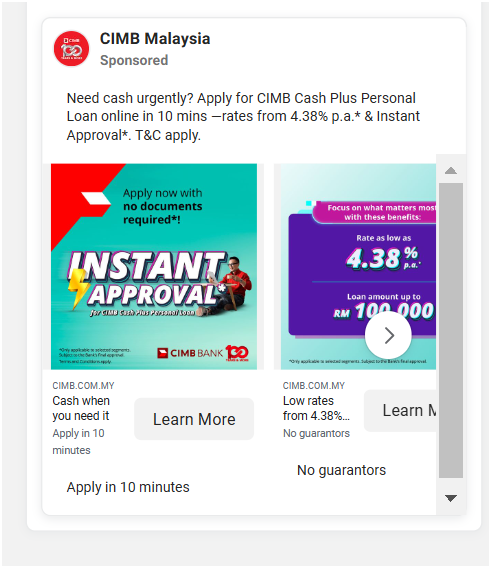 CIMB Malaysia
Sponsored
Need cash urgently? Apply for CIMB Cash Plus Personal
Loan online in 10 mins —rates from 4.38% p.a.* & Instant
Approval*. T&C apply.
Apply now with
no documents
required*!
INSTANT
APPROVAL*
for CIMB Cash Plus Personal Loan
*Only applicable to selected segments.
Subject to the Bank's final approval.
Terms and Conditions apply.
CIMB BANK
CIMB.COM.MY
Cash when
you need it
Apply in 10
minutes
Learn More
Apply in 10 minutes
Focus on what matters most
with these benefits:
Rate as low as
4.38% p.a.*
Loan amount up to
RM 100,000
*Only applicable to selected segments.
Subject to the Bank's final approval.
CIMB.COM.MY
Low rates
from 4.38%...
No guarantors
Learn M
No guarantors